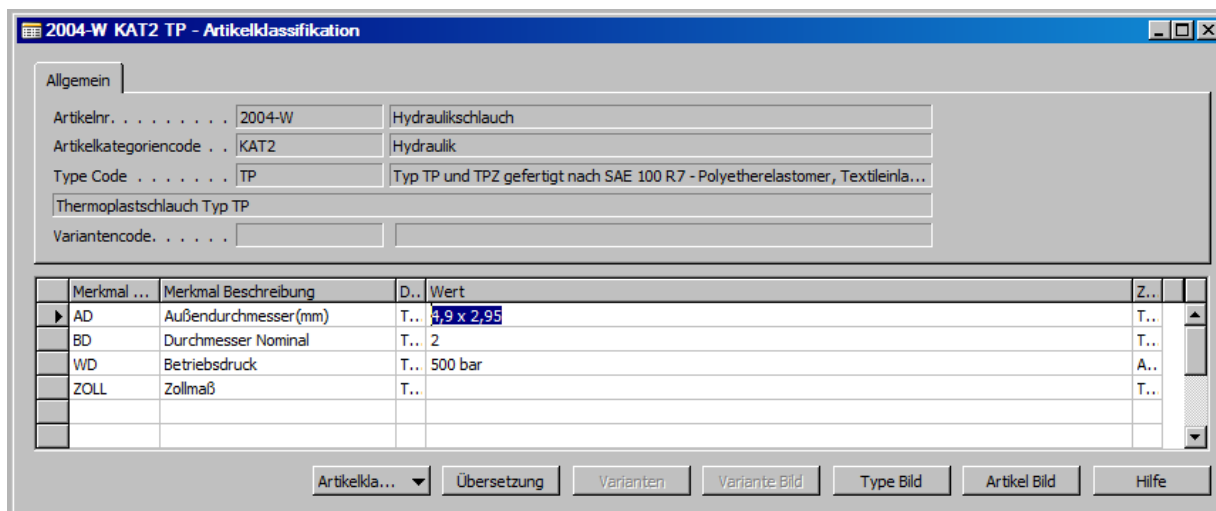 2004-W KAT2 TP - Artikelklassifikation
Allgemein
Artikelnr. . . . . . . . . . 2004-W Hydraulikschlauch
Artikelkategoriencode . . KAT2 Hydraulik
Type Code . . . . . . . TP Typ TP und TPZ gefertigt nach SAE 100 R7 - Polyetherelastomer, Textileinla...
Thermoplastschlauch Typ TP
Variantencode. . . . . .
Merkmal ... Merkmal Beschreibung D.. Wert Z..
AD Außendurchmesser(mm) T.. 4,9 x 2,95 T..
BD Durchmesser Nominal T.. 2 T..
WD Betriebsdruck T.. 500 bar A..
ZOLL Zollmaß T.. T..
Artikelkla... Übersetzung Varianten Variante Bild Type Bild Artikel Bild Hilfe